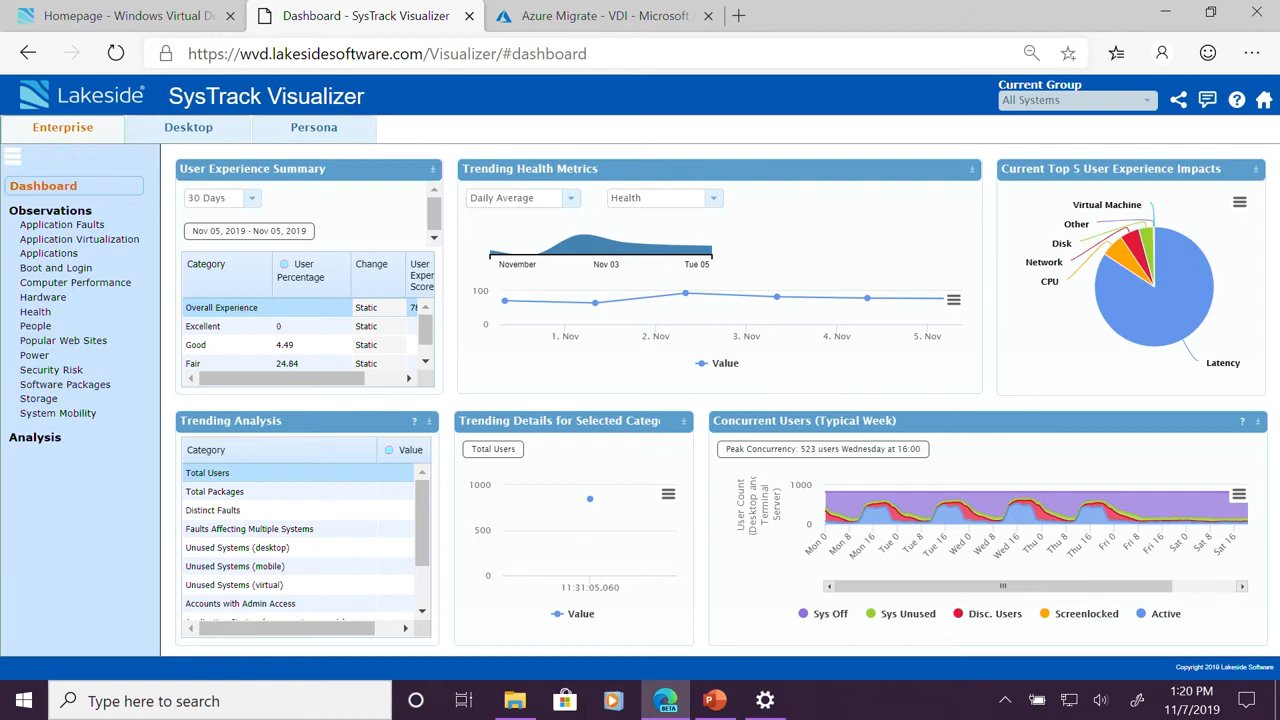 Homepage - Windows Virtual De
Dashboard - SysTrack Visualizer
Azure Migrate - VDI - Microsoft A
https://wvd.lakesidesoftware.com/Visualizer/#dashboard
Lakeside
SysTrack Visualizer
Current Group
All Systems
Enterprise
Desktop
Persona
Dashboard
Observations
Application Faults
Application Virtualization
Applications
Boot and Login
Computer Performance
Hardware
Health
People
Popular Web Sites
Power
Security Risk
Software Packages
Storage
System Mobility
Analysis
User Experience Summary
30 Days
Nov 05, 2019 - Nov 05, 2019
Category
User
Percentage
Change
User
Exper
Score
Overall Experience Static
Excellent 0 Static
Good 4.49 Static
Fair 24.84 Static
Trending Health Metrics
Daily Average
Health
November Nov 03 Tue 05
100
0
1. Nov 2. Nov 3. Nov 4. Nov 5. Nov
Value
Current Top 5 User Experience Impacts
Virtual Machine
Other
Disk
Network
CPU
Latency
Trending Analysis ?
Category Value
Total Users
Total Packages
Distinct Faults
Faults Affecting Multiple Systems
Unused Systems (desktop)
Unused Systems (mobile)
Unused Systems (virtual)
Accounts with Admin Access
Trending Details for Selected Catego
Total Users
1000
500
0
11:31:05.060
Value
Concurrent Users (Typical Week) ?
Peak Concurrency: 523 users Wednesday at 16:00
User Count
(Desktop and
Terminal
Server)
1000
0
Mon 0 Mon 8 Mon 16 Tue 0 Tue 8 Tue 16 Wed 0 Wed 8 Wed 16 Thu 0 Thu 8 Thu 16 Fri 0 Fri 8 Fri 16 Sat 0 Sat 8 Sat 16
Sys Off Sys Unused Disc. Users Screenlocked Active
Copyright 2019 Lakeside Software
Type here to search
BETA
1:20 PM
11/7/2019